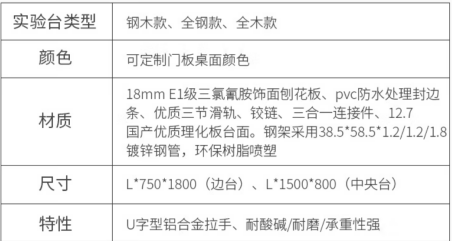 实验台类型 钢木款、全钢款、全木款
颜色 可定制门板桌面颜色
材质
18mm E1级三氯氰胺饰面刨花板、pvc防水处理封边
条、优质三节滑轨、铰链、三合一连接件、12.7
国产优质理化板台面。钢架采用38.5*58.5*1.2/1.2/1.8
镀锌钢管，环保树脂喷塑
尺寸 L*750*1800（边台）、L*1500*800（中央台）
特性 U字型铝合金拉手、耐酸碱/耐磨/承重性强